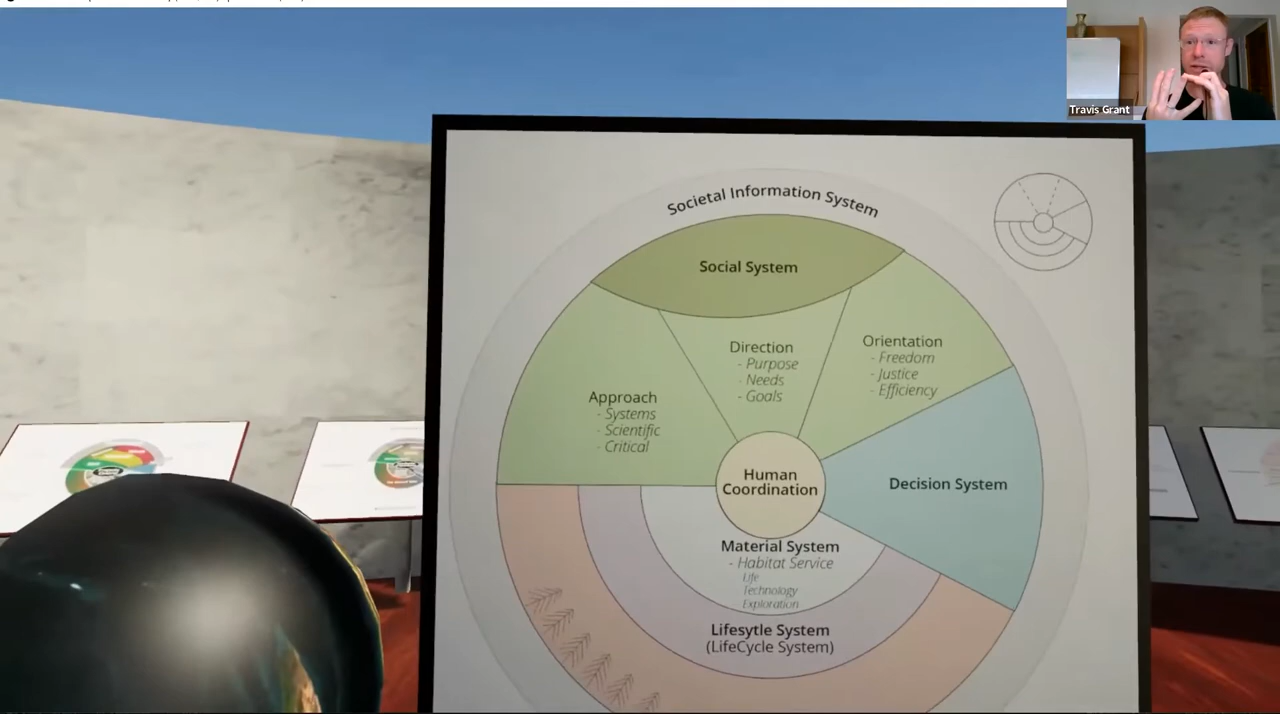 Travis Grant
Societal Information System
Social System
Direction
- Purpose
- Needs
- Goals
Orientation
- Freedom
- Justice
- Efficiency
Approach
- Systems
- Scientific
- Critical
Human
Coordination
Decision System
Material System
- Habitat Service
Life
Technology
Exploration
Lifesytle System
(LifeCycle System)